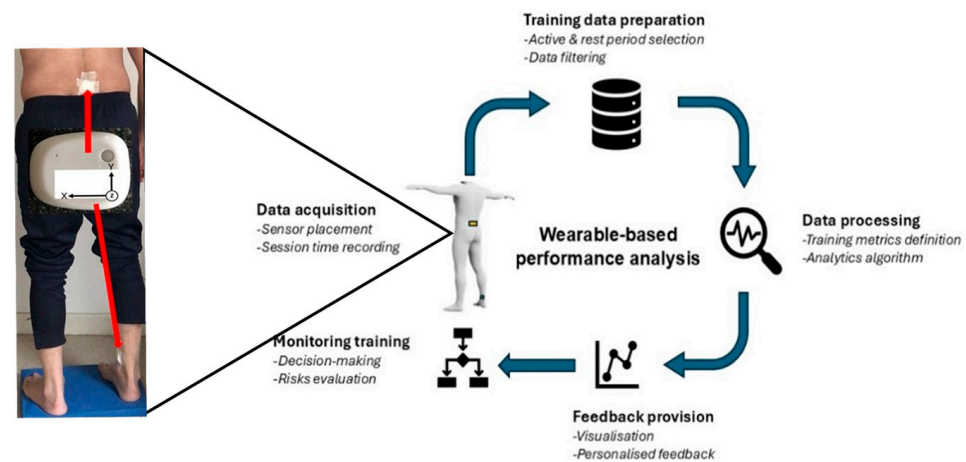 Training data preparation
-Active & rest period selection
-Data filtering
Y
X
Z
Data acquisition
-Sensor placement
-Session time recording
Wearable-based
performance analysis
Data processing
-Training metrics definition
-Analytics algorithm
Monitoring training
-Decision-making
-Risks evaluation
Feedback provision
-Visualisation
-Personalised feedback